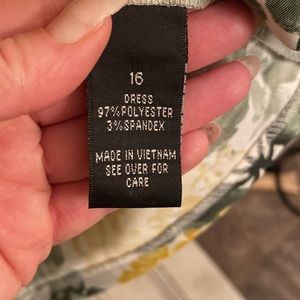 16
DRESS
97%POLYESTER
3%SPANDEX
MADE IN VIETNAM
SEE OVER FOR
CARE